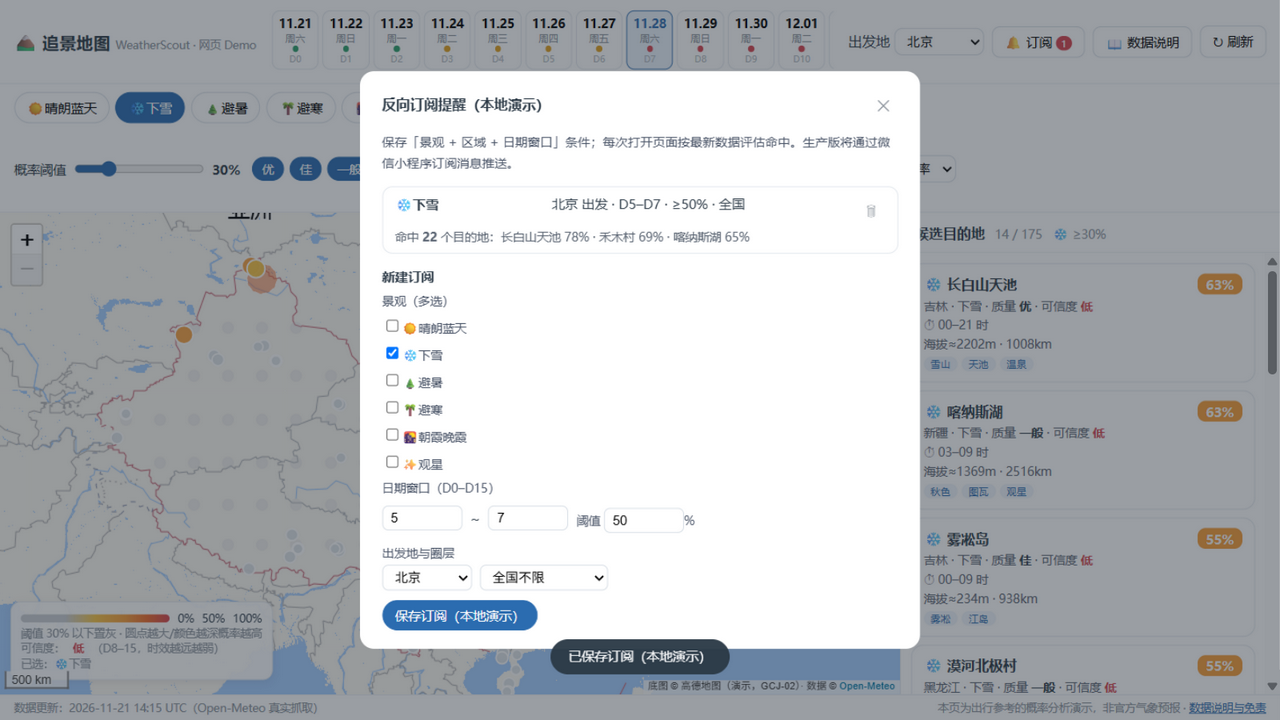 追景地图 WeatherScout · 网页 Demo
11.21 周六 D0
11.22 周日 D1
11.23 周一 D2
11.24 周二 D3
11.25 周三 D4
11.26 周四 D5
11.27 周五 D6
11.28 周六 D7
11.29 周日 D8
11.30 周一 D9
12.01 周二 D10
出发地 北京
订阅 1
数据说明
刷新
晴朗蓝天
下雪
避暑
避寒
概率阈值 30% 优 佳 一般
率
反向订阅提醒（本地演示）
保存「景观 + 区域 + 日期窗口」条件；每次打开页面按最新数据评估命中。生产版将通过微
信小程序订阅消息推送。
下雪 北京 出发 · D5–D7 · ≥50% · 全国
命中 22 个目的地：长白山天池 78% · 禾木村 69% · 喀纳斯湖 65%
新建订阅
景观（多选）
晴朗蓝天
下雪
避暑
避寒
朝霞晚霞
观星
日期窗口（D0–D15）
5 ~ 7 阈值 50 %
出发地与圈层
北京 全国不限
保存订阅（本地演示）
已保存订阅（本地演示）
+
−
0% 50% 100%
阈值 30% 以下置灰 · 圆点越大/颜色越深概率越高
可信度： 低 （D8–15，时效越远越弱）
已选： 下雪
500 km
底图 © 高德地图（演示，GCJ-02）· 数据 © Open-Meteo
候选目的地 14 / 175 ≥30%
长白山天池 63%
吉林 · 下雪 · 质量 优 · 可信度 低
00–21 时
海拔≈2202m · 1008km
雪山 天池 温泉
喀纳斯湖 63%
新疆 · 下雪 · 质量 一般 · 可信度 低
03–09 时
海拔≈1369m · 2516km
秋色 图瓦 观星
雾凇岛 55%
吉林 · 下雪 · 质量 佳 · 可信度 低
00–09 时
海拔≈234m · 938km
雾凇 江岛
漠河北极村 55%
黑龙江 · 下雪 · 质量 一般 · 可信度 低
数据更新：2026-11-21 14:15 UTC（Open-Meteo 真实抓取）
本页为出行参考的概率分析演示，非官方气象预报 · 数据说明与免责